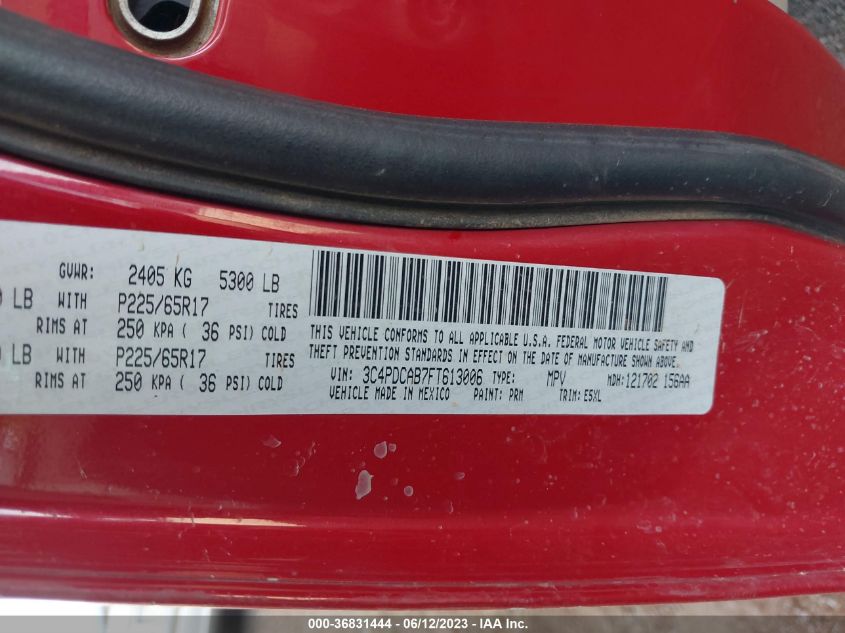 GVWR: 2405 KG 5300 LB
LB WITH P225/65R17 TIRES
RIMS AT 250 KPA ( 36 PSI) COLD
LB WITH P225/65R17 TIRES
RIMS AT 250 KPA ( 36 PSI) COLD
THIS VEHICLE CONFORMS TO ALL APPLICABLE U.S.A. FEDERAL MOTOR VEHICLE SAFETY AND
THEFT PREVENTION STANDARDS IN EFFECT ON THE DATE OF MANUFACTURE SHOWN ABOVE.
VIN: 3C4PDCAB7FT613006 TYPE: MPV MDH:121702 156AA
VEHICLE MADE IN MEXICO PAINT: PRM TRIM: E5XL
000-36831444 - 06/12/2023 - IAA Inc.